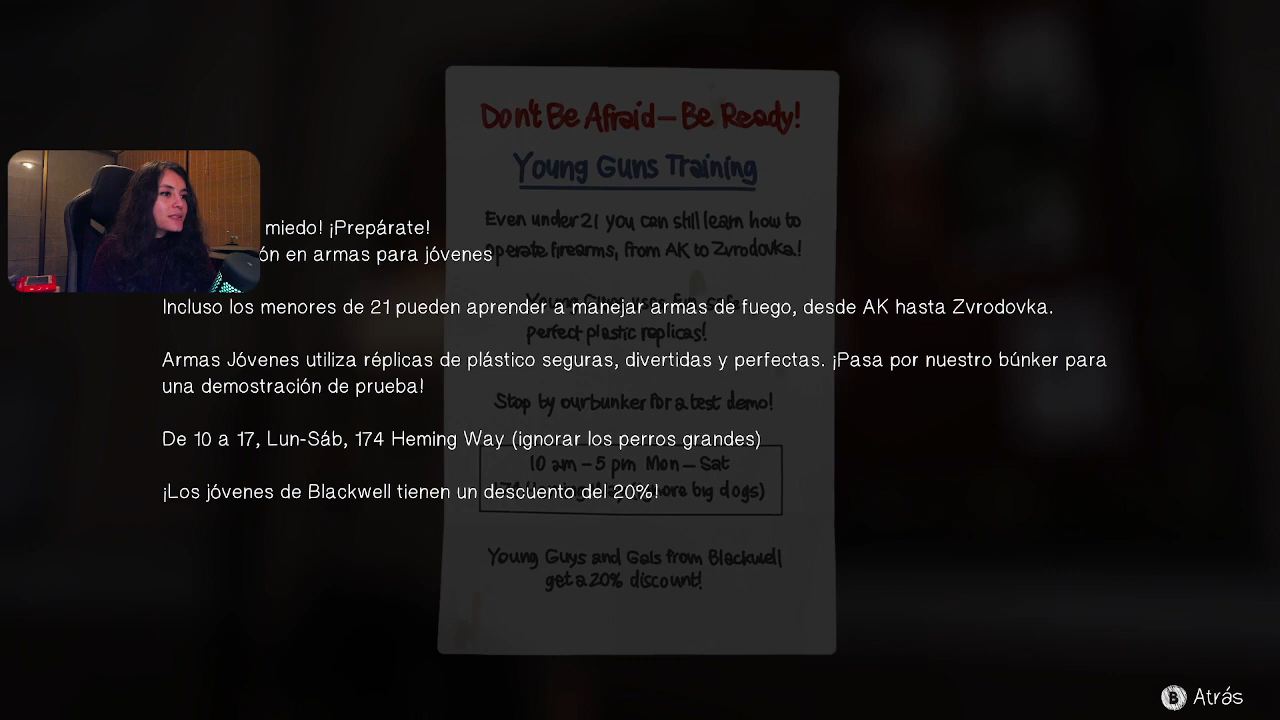 Don't Be Afraid – Be Ready!
Young Guns Training
Even under 21 you can still learn how to
operate firearms, from AK to Zvrodovka!
perfect plastic replicas!
Stop by our bunker for a test demo!
10 am – 5 pm Mon – Sat
big dogs)
Young Guys and Gals from Blackwell
get a 20% discount!
miedo! ¡Prepárate!
ón en armas para jóvenes
Incluso los menores de 21 pueden aprender a manejar armas de fuego, desde AK hasta Zvrodovka.
Armas Jóvenes utiliza réplicas de plástico seguras, divertidas y perfectas. ¡Pasa por nuestro búnker para
una demostración de prueba!
De 10 a 17, Lun-Sáb, 174 Heming Way (ignorar los perros grandes)
¡Los jóvenes de Blackwell tienen un descuento del 20%!
B Atrás